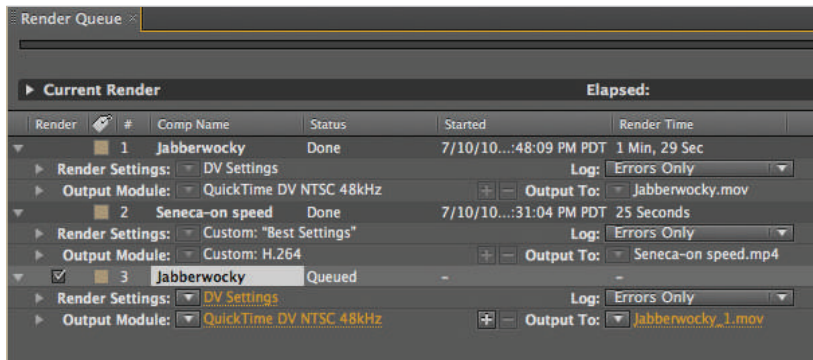 Render Queue
Current Render Elapsed:
Render # Comp Name Status Started Render Time
1 Jabberwocky Done 7/10/10...:48:09 PM PDT 1 Min, 29 Sec
Render Settings: DV Settings Log: Errors Only
Output Module: QuickTime DV NTSC 48kHz + − Output To: Jabberwocky.mov
2 Seneca-on speed Done 7/10/10...:31:04 PM PDT 25 Seconds
Render Settings: Custom: "Best Settings" Log: Errors Only
Output Module: Custom: H.264 + − Output To: Seneca-on speed.mp4
3 Jabberwocky Queued – –
Render Settings: DV Settings Log: Errors Only
Output Module: QuickTime DV NTSC 48kHz + − Output To: Jabberwocky_1.mov